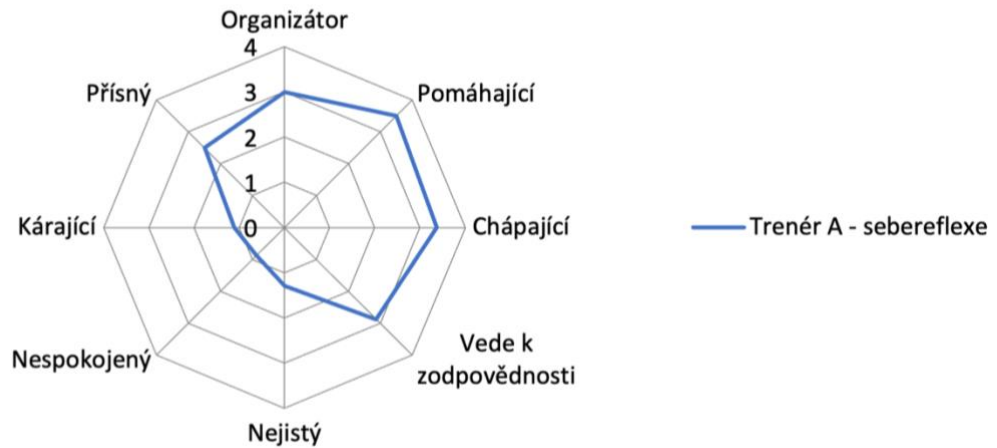 Organizátor
4
Přísný
3
Pomáhající
2
1
Kárající
0
Chápající
Trenér A - sebereflexe
Nespokojený
Vede k
zodpovědnosti
Nejistý